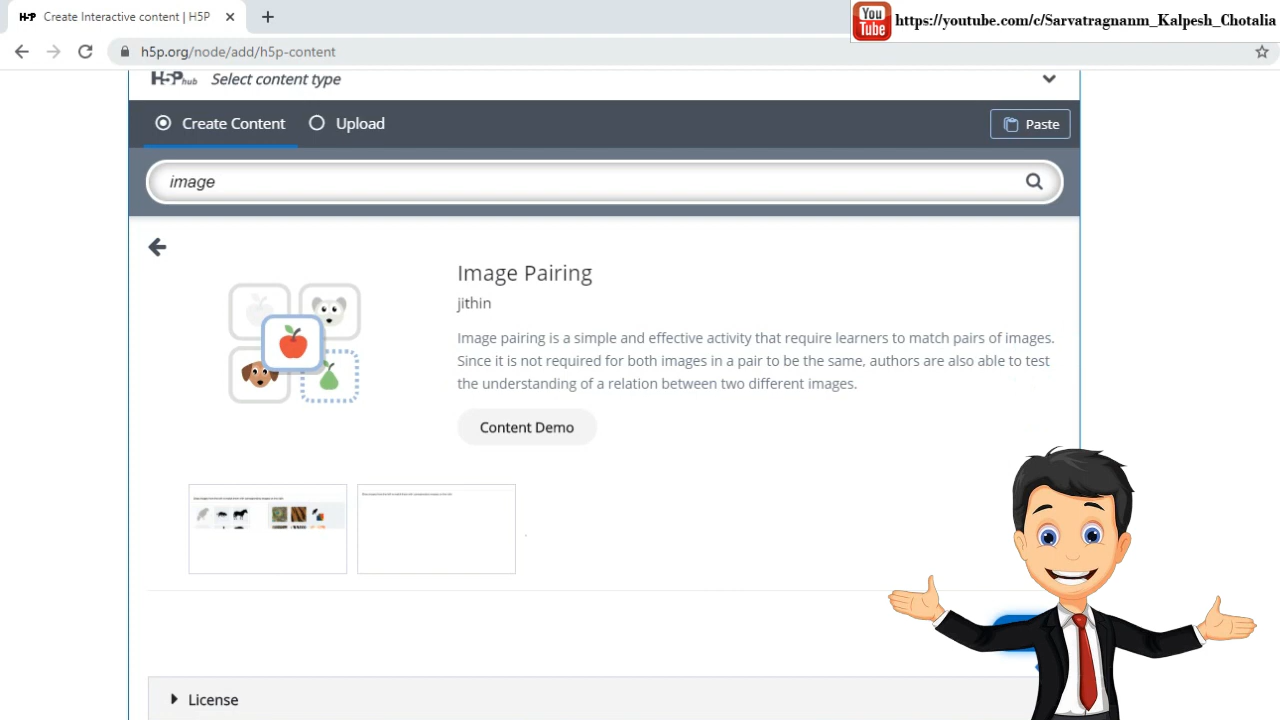 H-P Create Interactive content | H5P
You Tube https://youtube.com/c/Sarvatragnanm_Kalpesh_Chotalia
h5p.org/node/add/h5p-content
H5P hub Select content type
Create Content Upload Paste
image
Image Pairing
jithin
Image pairing is a simple and effective activity that require learners to match pairs of images.
Since it is not required for both images in a pair to be the same, authors are also able to test
the understanding of a relation between two different images.
Content Demo
License